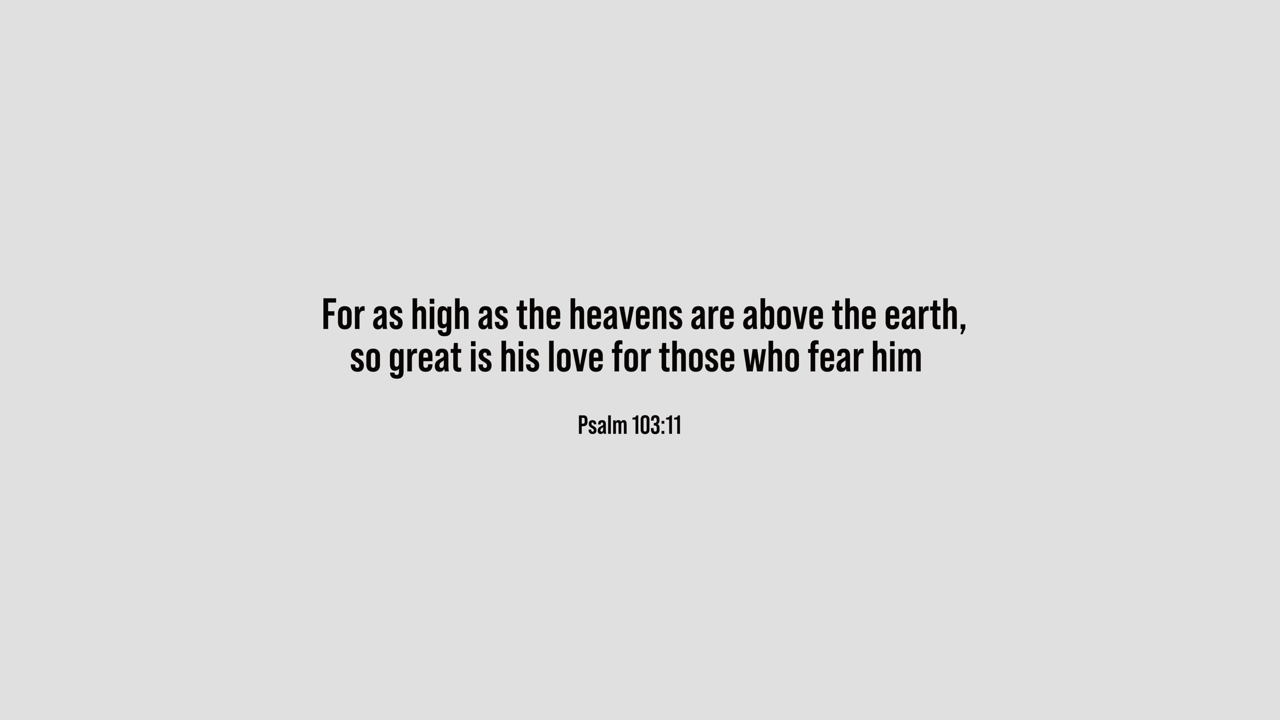 For as high as the heavens are above the earth,
so great is his love for those who fear him
Psalm 103:11